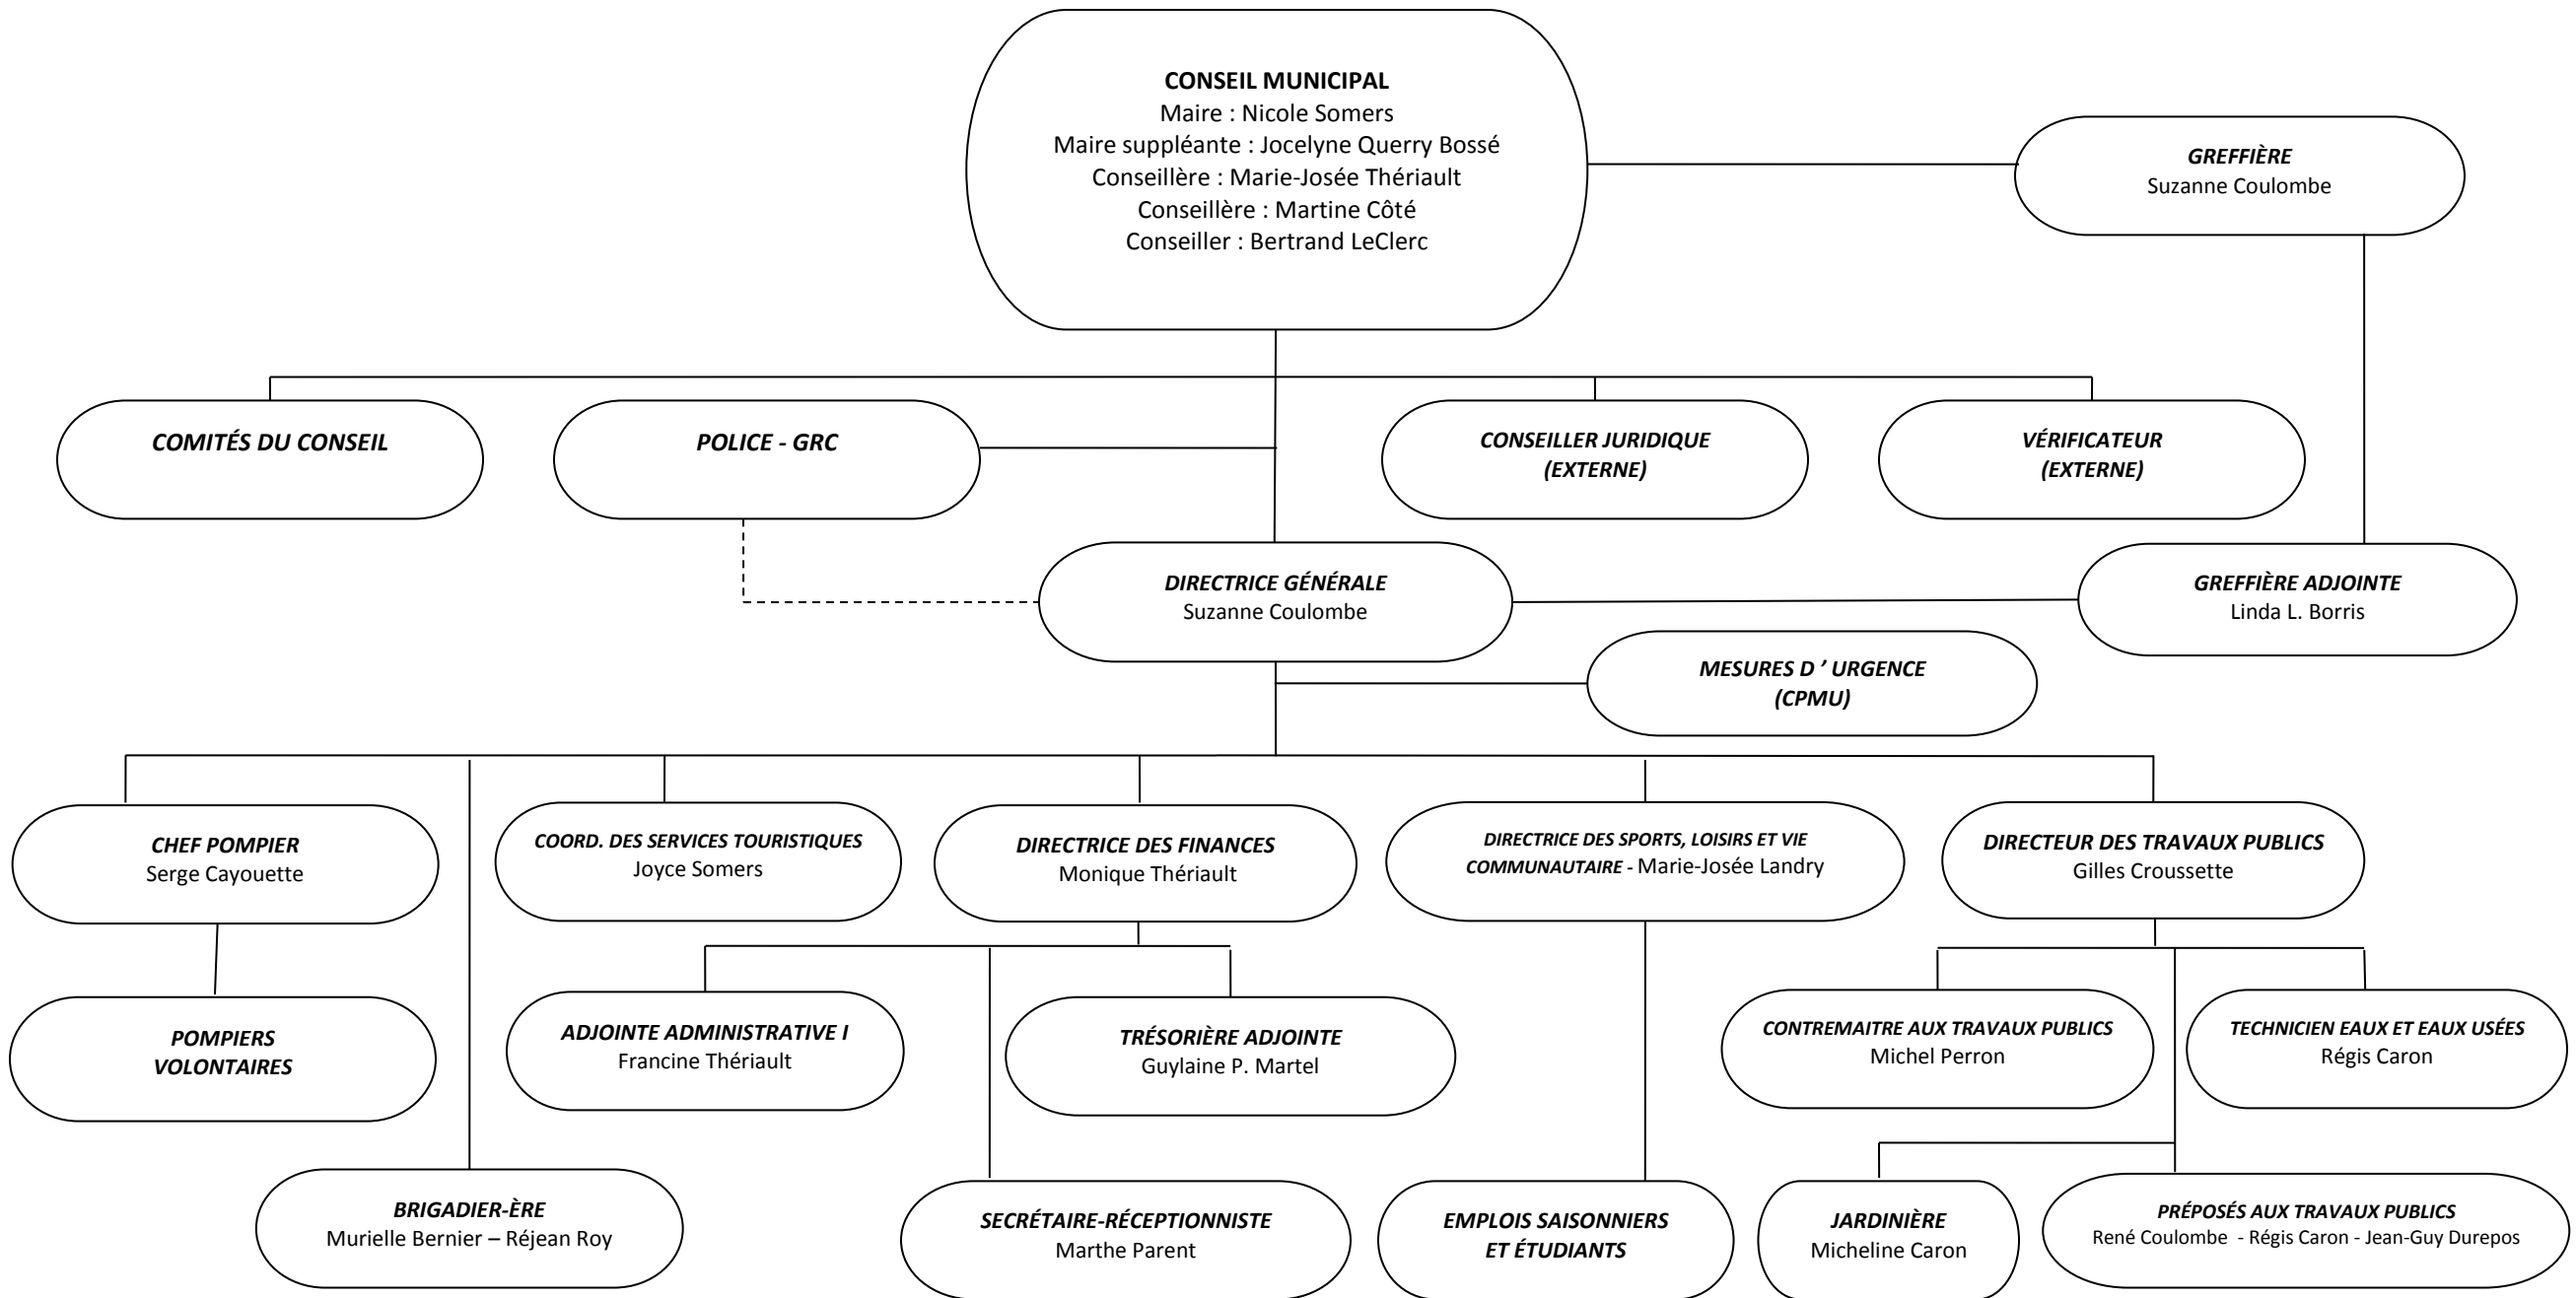 CONSEIL MUNICIPAL
Maire : Nicole Somers
Maire suppléante : Jocelyne Querry Bossé
Conseillère : Marie-Josée Thériault
Conseillère : Martine Côté
Conseiller : Bertrand LeClerc
GREFFIÈRE
Suzanne Coulombe
COMITÉS DU CONSEIL
POLICE - GRC
CONSEILLER JURIDIQUE
(EXTERNE)
VÉRIFICATEUR
(EXTERNE)
DIRECTRICE GÉNÉRALE
Suzanne Coulombe
GREFFIÈRE ADJOINTE
Linda L. Borris
MESURES D ’ URGENCE
(CPMU)
CHEF POMPIER
Serge Cayouette
COORD. DES SERVICES TOURISTIQUES
Joyce Somers
DIRECTRICE DES FINANCES
Monique Thériault
DIRECTRICE DES SPORTS, LOISIRS ET VIE
COMMUNAUTAIRE - Marie-Josée Landry
DIRECTEUR DES TRAVAUX PUBLICS
Gilles Croussette
POMPIERS
VOLONTAIRES
ADJOINTE ADMINISTRATIVE I
Francine Thériault
TRÉSORIÈRE ADJOINTE
Guylaine P. Martel
CONTREMAITRE AUX TRAVAUX PUBLICS
Michel Perron
TECHNICIEN EAUX ET EAUX USÉES
Régis Caron
BRIGADIER-ÈRE
Murielle Bernier – Réjean Roy
SECRÉTAIRE-RÉCEPTIONNISTE
Marthe Parent
EMPLOIS SAISONNIERS
ET ÉTUDIANTS
JARDINIÈRE
Micheline Caron
PRÉPOSÉS AUX TRAVAUX PUBLICS
René Coulombe - Régis Caron - Jean-Guy Durepos